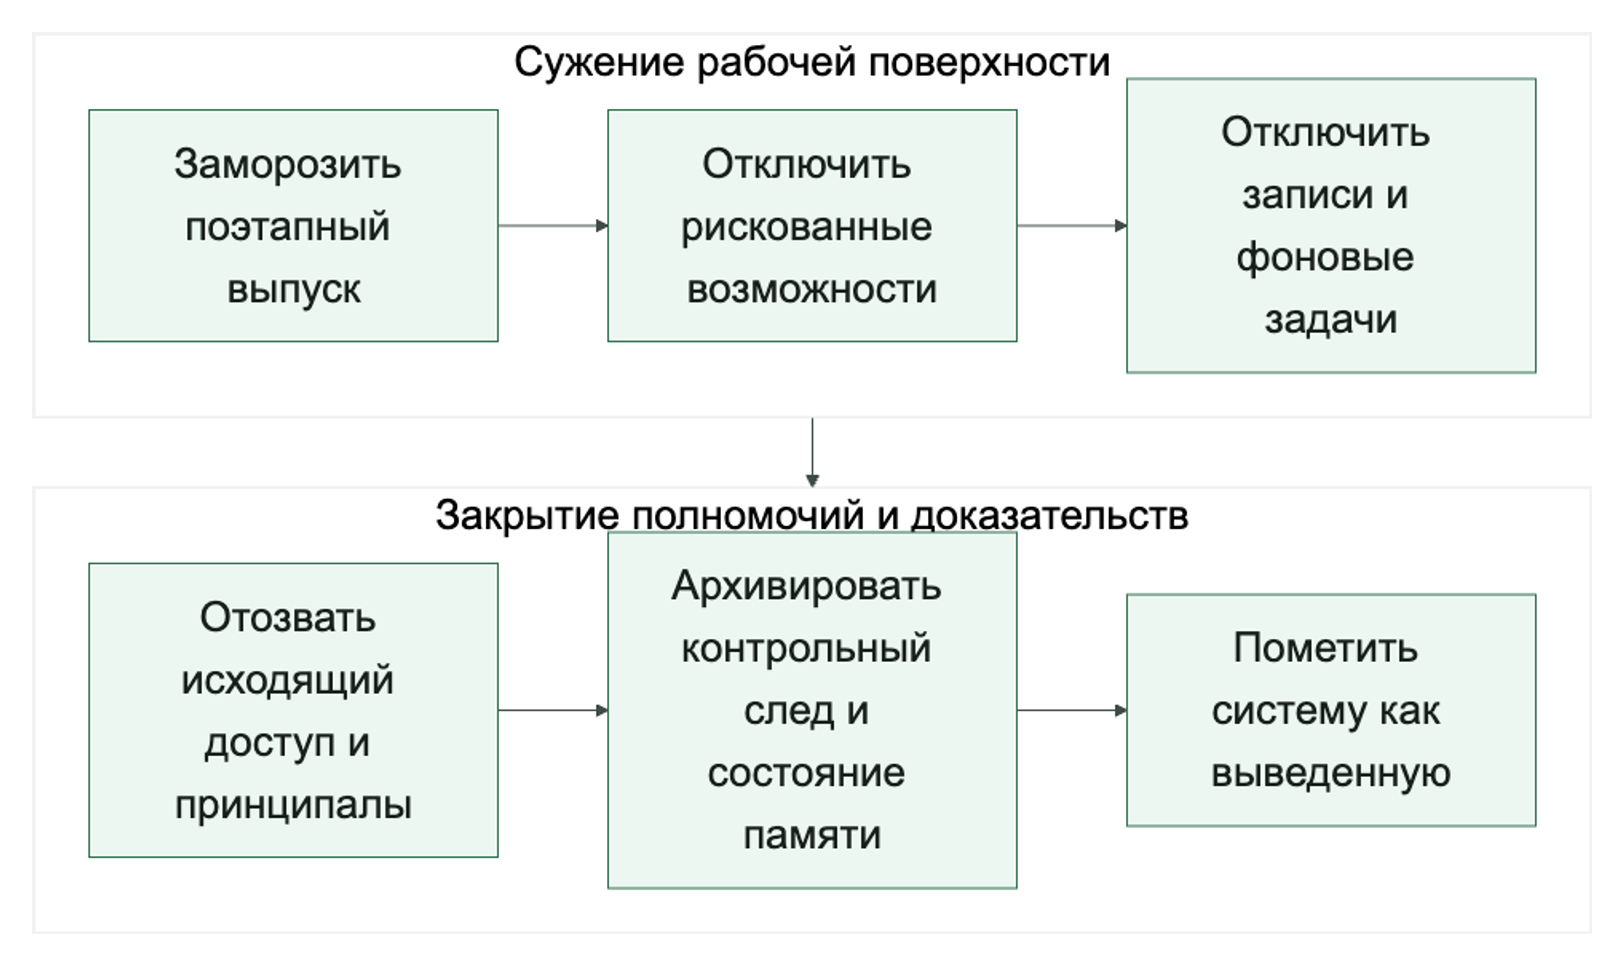 Сужение рабочей поверхности
Заморозить
поэтапный
выпуск
Отключить
рискованные
возможности
Отключить
записи и
фоновые
задачи
Закрытие полномочий и доказательств
Отозвать
исходящий
доступ и
принципалы
Архивировать
контрольный
след и
состояние
памяти
Пометить
систему как
выведенную